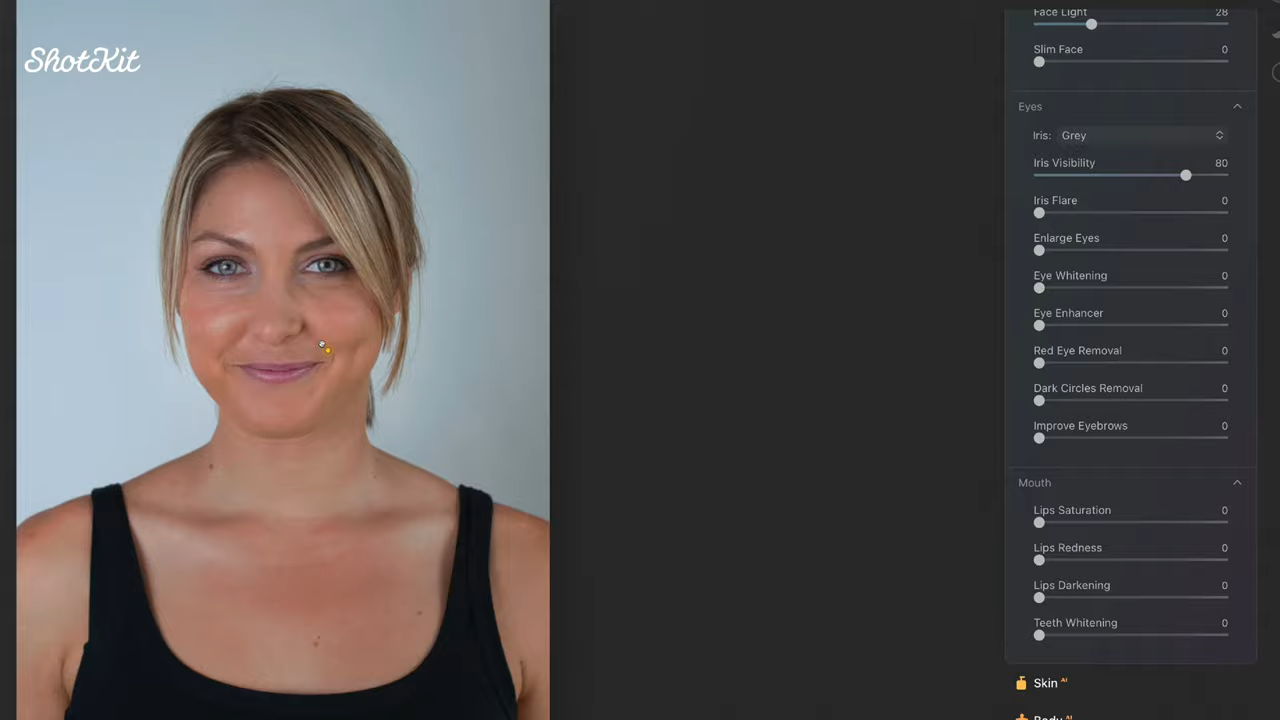 ShotKit
Face Light 28
Slim Face 0
Eyes
Iris: Grey
Iris Visibility 80
Iris Flare 0
Enlarge Eyes 0
Eye Whitening 0
Eye Enhancer 0
Red Eye Removal 0
Dark Circles Removal 0
Improve Eyebrows 0
Mouth
Lips Saturation 0
Lips Redness 0
Lips Darkening 0
Teeth Whitening 0
Skin AI
Body AI